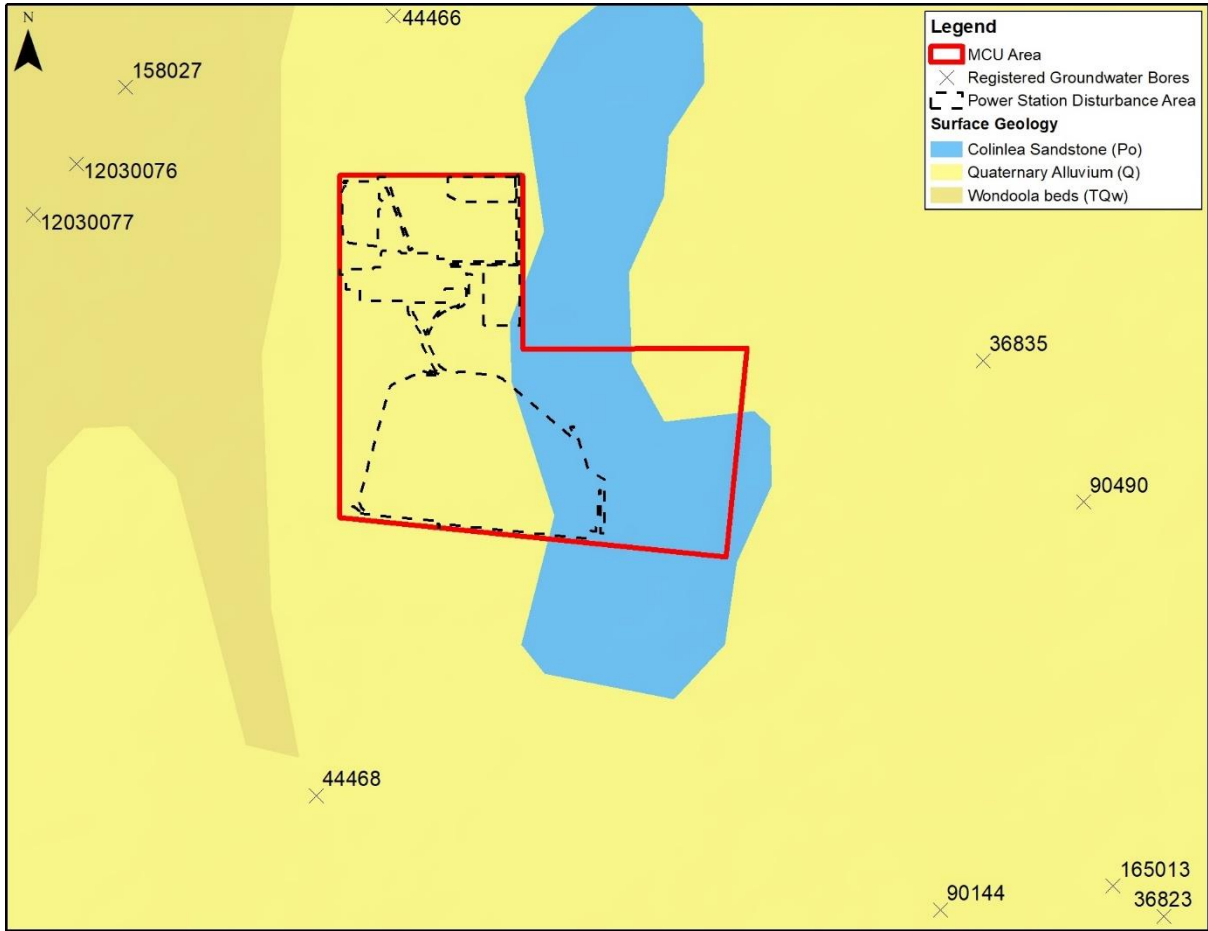 N
44466
158027
12030076
12030077
Legend
MCU Area
Registered Groundwater Bores
Power Station Disturbance Area
Surface Geology
Colinlea Sandstone (Po)
Quaternary Alluvium (Q)
Wondoola beds (TQw)
36835
90490
44468
165013
90144
36823